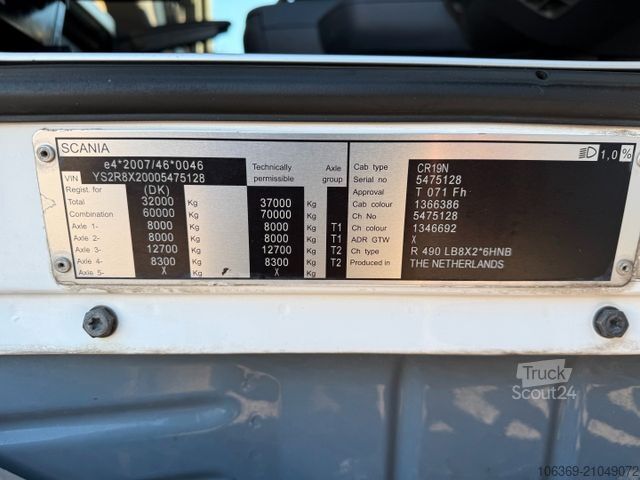 SCANIA
1,0 %
e4*2007/46*0046
VIN YS2R8X20005475128
Technically permissible Axle group
Regist. for (DK)
Total 32000 Kg 37000 Kg
Combination 60000 Kg 70000 Kg
Axle 1- 8000 Kg 8000 Kg T1
Axle 2- 8000 Kg 8000 Kg T1
Axle 3- 12700 Kg 12700 Kg T2
Axle 4- 8300 Kg 8300 Kg T2
Axle 5- X Kg X Kg
Cab type CR19N
Serial no 5475128
Approval T 071 Fh
Cab colour 1366386
Ch No 5475128
Ch colour 1346692
ADR GTW X
Ch type R 490 LB8X2*6HNB
Produced in THE NETHERLANDS
Truck
Scout24
106369-21049072